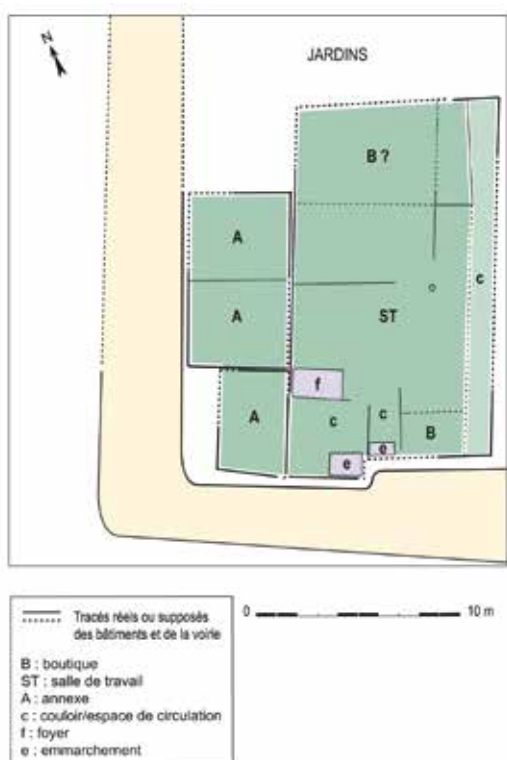 N
JARDINS
B ?
A
A
c
ST
f
A
c
c
B
e
e
Tracés réels ou supposés
des bâtiments et de la voirie
0 10 m
B : boutique
ST : salle de travail
A : annexe
c : couloir/espace de circulation
f : foyer
e : emmarchement